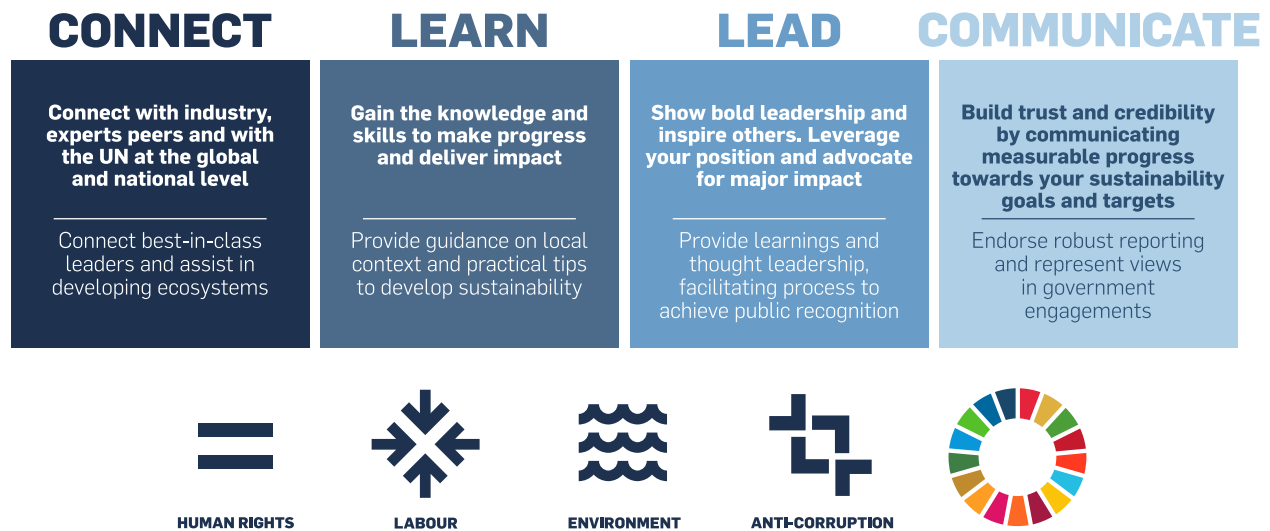 CONNECT
Connect with industry,
experts peers and with
the UN at the global
and national level
Connect best-in-class
leaders and assist in
developing ecosystems
LEARN
Gain the knowledge and
skills to make progress
and deliver impact
Provide guidance on local
context and practical tips
to develop sustainability
LEAD
Show bold leadership and
inspire others. Leverage
your position and advocate
for major impact
Provide learnings and
thought leadership,
facilitating process to
achieve public recognition
COMMUNICATE
Build trust and credibility
by communicating
measurable progress
towards your sustainability
goals and targets
Endorse robust reporting
and represent views
in government
engagements
HUMAN RIGHTS
LABOUR
ENVIRONMENT
ANTI-CORRUPTION